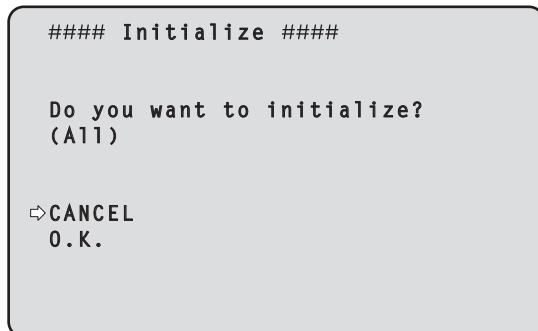 #### Initialize ####
Do you want to initialize?
(All)
⇨CANCEL
O.K.